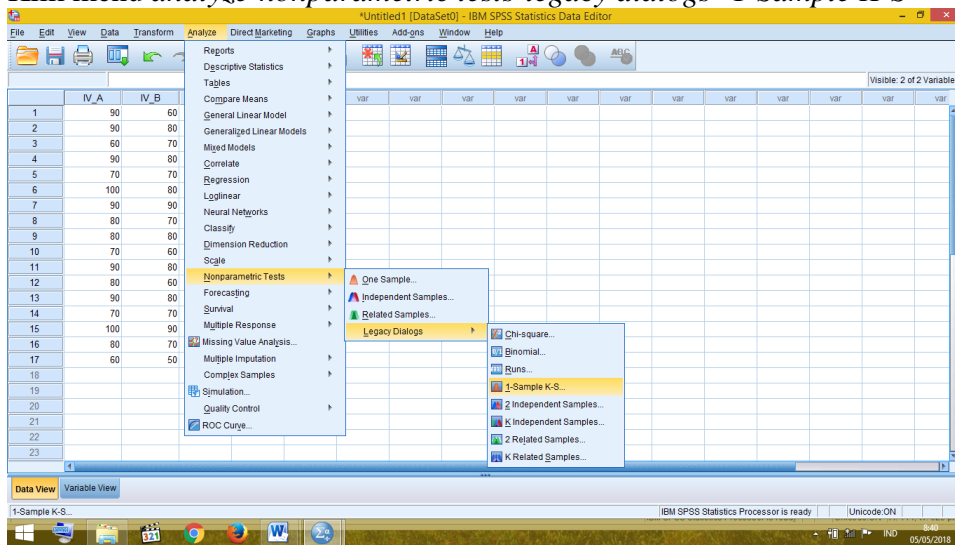 Klik menu analyze-nonparametric tests-legacy dialogs- 1-Sample K-S
*Untitled1 [DataSet0] - IBM SPSS Statistics Data Editor
File Edit View Data Transform Analyze Direct Marketing Graphs Utilities Add-ons Window Help
Visible: 2 of 2 Variable
IV_A IV_B var var var var var var var var var var var var
1 90 60
2 90 80
3 60 70
4 90 80
5 70 70
6 100 80
7 90 90
8 80 70
9 80 80
10 70 60
11 90 80
12 80 60
13 90 80
14 70 70
15 100 90
16 80 70
17 60 50
18
19
20
21
22
23
Reports
Descriptive Statistics
Tables
Compare Means
General Linear Model
Generalized Linear Models
Mixed Models
Correlate
Regression
Loglinear
Neural Networks
Classify
Dimension Reduction
Scale
Nonparametric Tests
Forecasting
Survival
Multiple Response
Missing Value Analysis...
Multiple Imputation
Complex Samples
Simulation...
Quality Control
ROC Curve...
One Sample...
Independent Samples...
Related Samples...
Legacy Dialogs
Chi-square...
Binomial...
Runs...
1-Sample K-S...
2 Independent Samples...
K Independent Samples...
2 Related Samples...
K Related Samples...
Data View Variable View
1-Sample K-S...
IBM SPSS Statistics Processor is ready
Unicode:ON
IND
8:40
05/05/2018